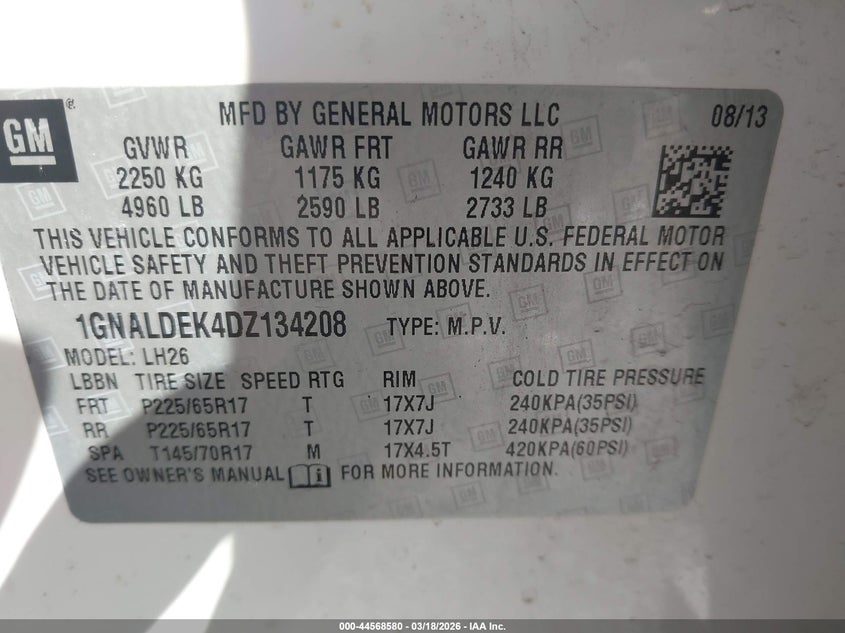 GM ®
MFD BY GENERAL MOTORS LLC 08/13
GVWR GAWR FRT GAWR RR
2250 KG 1175 KG 1240 KG
4960 LB 2590 LB 2733 LB
THIS VEHICLE CONFORMS TO ALL APPLICABLE U.S. FEDERAL MOTOR
VEHICLE SAFETY AND THEFT PREVENTION STANDARDS IN EFFECT ON
THE DATE OF MANUFACTURE SHOWN ABOVE.
1GNALDEK4DZ134208 TYPE: M.P.V.
MODEL: LH26
LBBN TIRE SIZE SPEED RTG RIM COLD TIRE PRESSURE
FRT P225/65R17 T 17X7J 240KPA(35PSI)
RR P225/65R17 T 17X7J 240KPA(35PSI)
SPA T145/70R17 M 17X4.5T 420KPA(60PSI)
SEE OWNER'S MANUAL i FOR MORE INFORMATION.
000-44568580 - 03/18/2026 - IAA Inc.